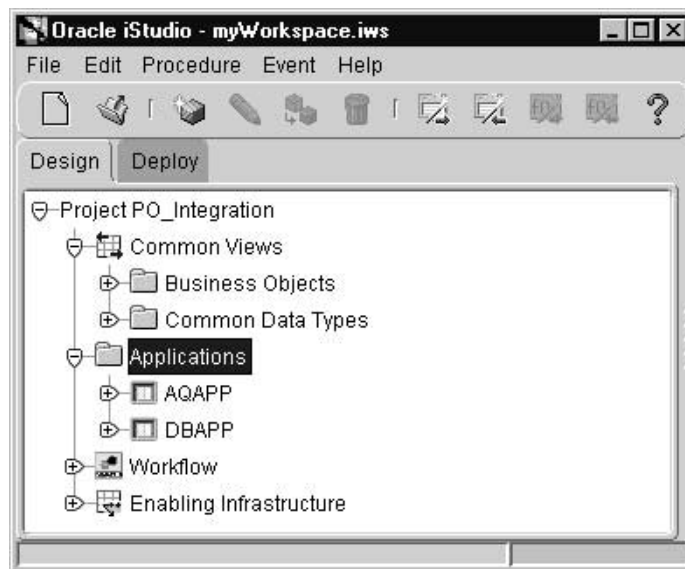 Oracle iStudio - myWorkspace.iws
File Edit Procedure Event Help
Design Deploy
Project PO_Integration
Common Views
Business Objects
Common Data Types
Applications
AQAPP
DBAPP
Workflow
Enabling Infrastructure